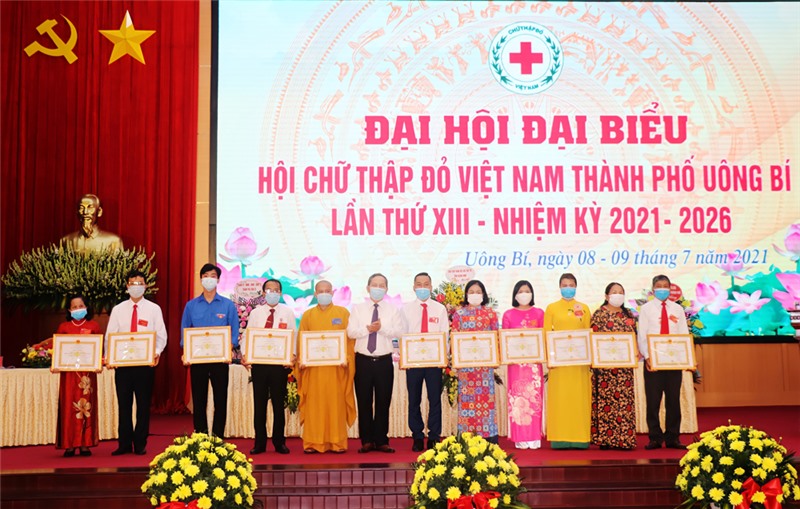 CHỮ THẬP ĐỎ
VIỆT NAM
ĐẠI HỘI ĐẠI BIỂU
HỘI CHỮ THẬP ĐỎ VIỆT NAM THÀNH PHỐ UÔNG BÍ
LẦN THỨ XIII - NHIỆM KỲ 2021- 2026
Uông Bí, ngày 08 - 09 tháng 7 năm 2021